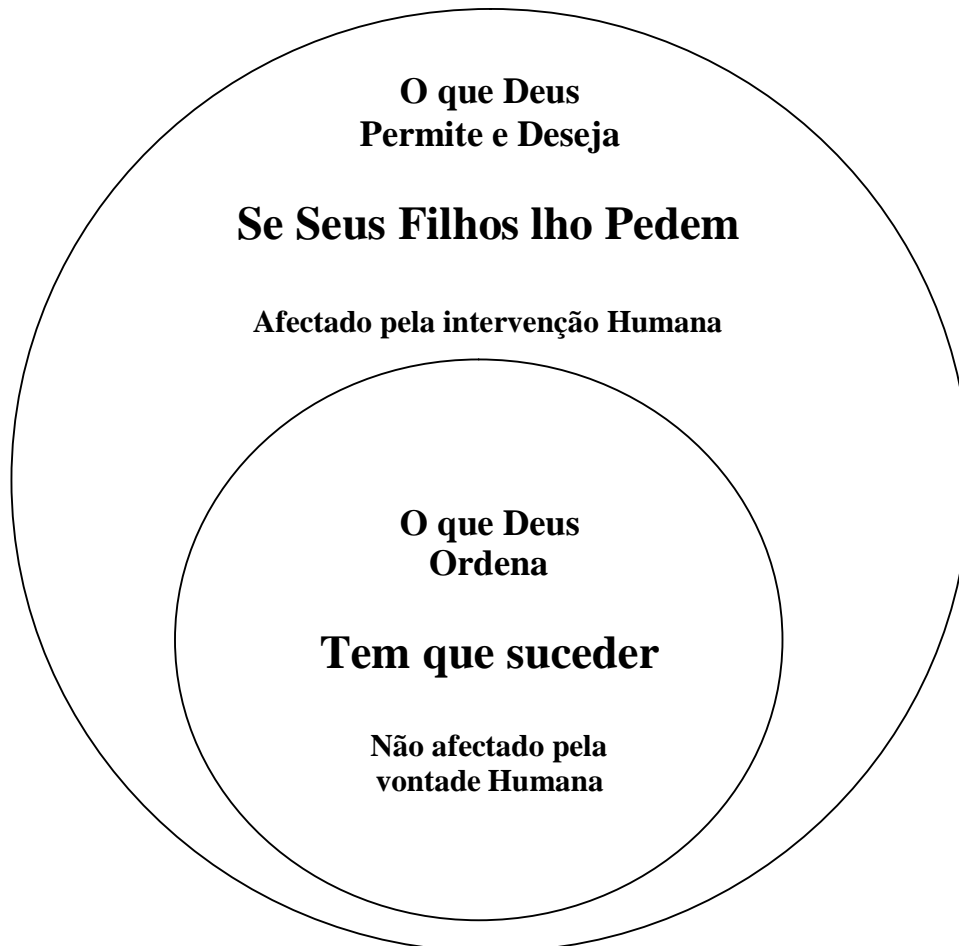 O que Deus
Permite e Deseja
Se Seus Filhos lho Pedem
Afectado pela intervenção Humana
O que Deus
Ordena
Tem que suceder
Não afectado pela
vontade Humana